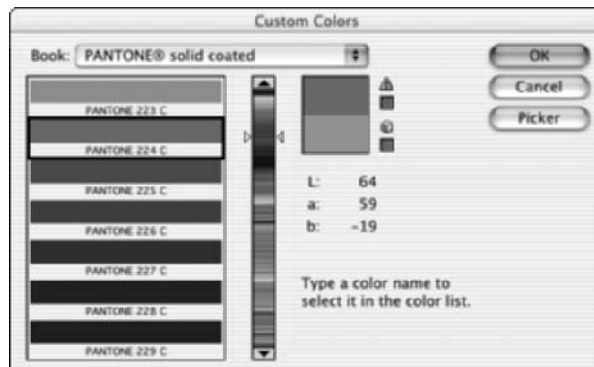 Custom Colors
Book: PANTONE® solid coated
OK
Cancel
Picker
PANTONE 223 C
PANTONE 224 C
PANTONE 225 C
PANTONE 226 C
PANTONE 227 C
PANTONE 228 C
PANTONE 229 C
L: 64
a: 59
b: -19
Type a color name to
select it in the color list.